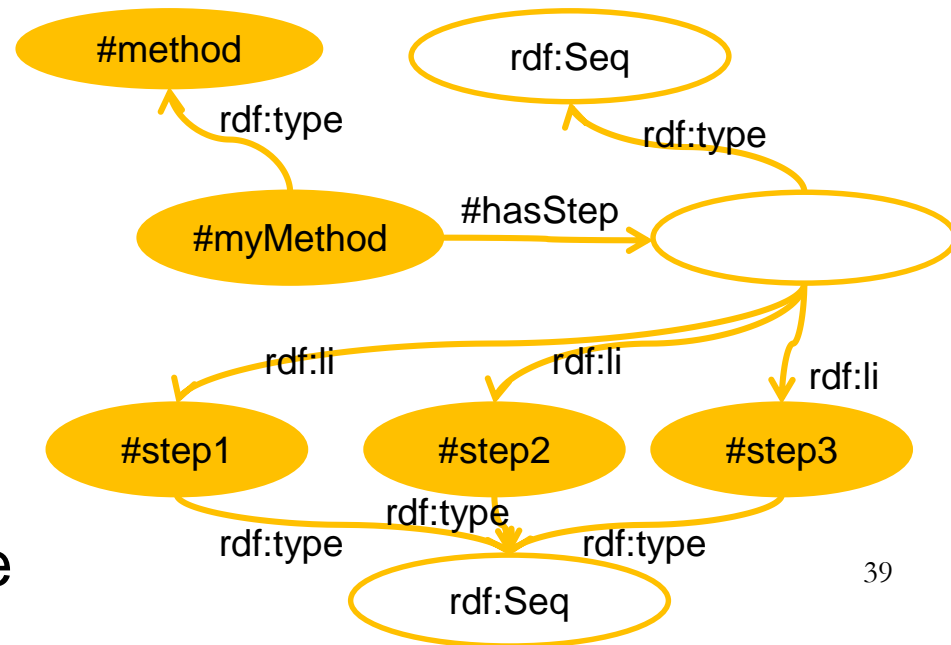 #method
rdf:Seq
rdf:type
rdf:type
#myMethod
#hasStep
rdf:li
rdf:li
rdf:li
#step1
#step2
#step3
rdf:type
rdf:type
rdf:type
e
39
rdf:Seq